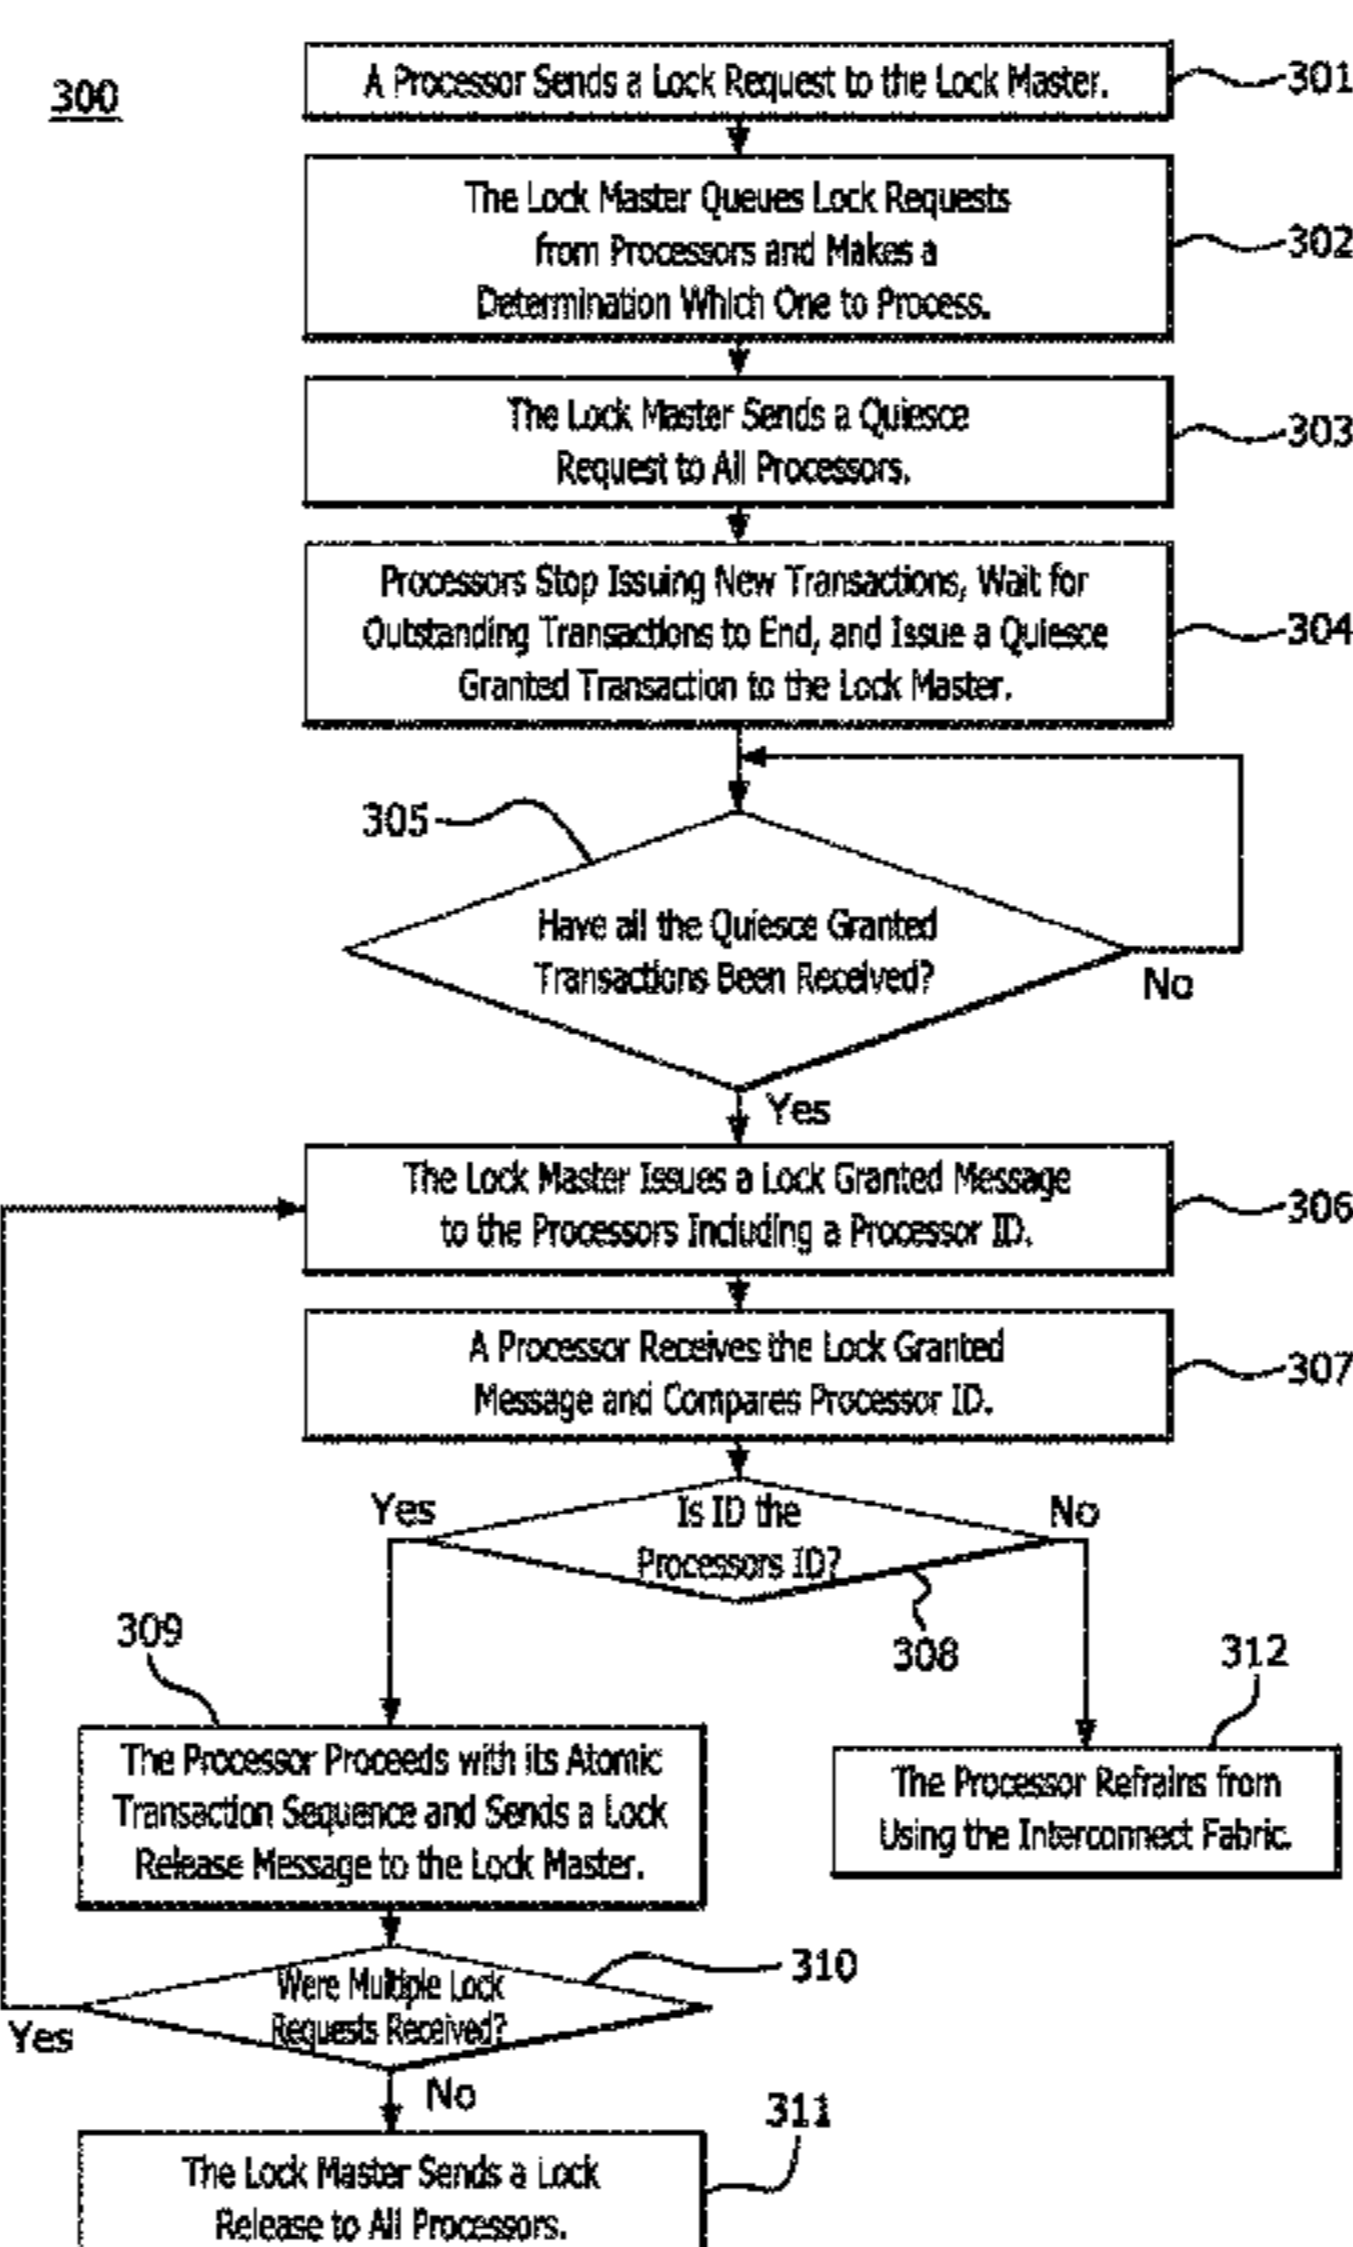 300
A Processor Sends a Lock Request to the Lock Master.
301
The Lock Master Queues Lock Requests
from Processors and Makes a
Determination Which One to Process.
302
The Lock Master Sends a Quiesce
Request to All Processors.
303
Processors Stop Issuing New Transactions, Wait for
Outstanding Transactions to End, and Issue a Quiesce
Granted Transaction to the Lock Master.
304
305
Have all the Quiesce Granted
Transactions Been Received?
No
Yes
The Lock Master Issues a Lock Granted Message
to the Processors Including a Processor ID.
306
A Processor Receives the Lock Granted
Message and Compares Processor ID.
307
Yes
Is ID the
Processors ID?
No
308
309
312
The Processor Proceeds with its Atomic
Transaction Sequence and Sends a Lock
Release Message to the Lock Master.
The Processor Refrains from
Using the Interconnect Fabric.
310
Were Multiple Lock
Requests Received?
Yes
No
311
The Lock Master Sends a Lock
Release to All Processors.